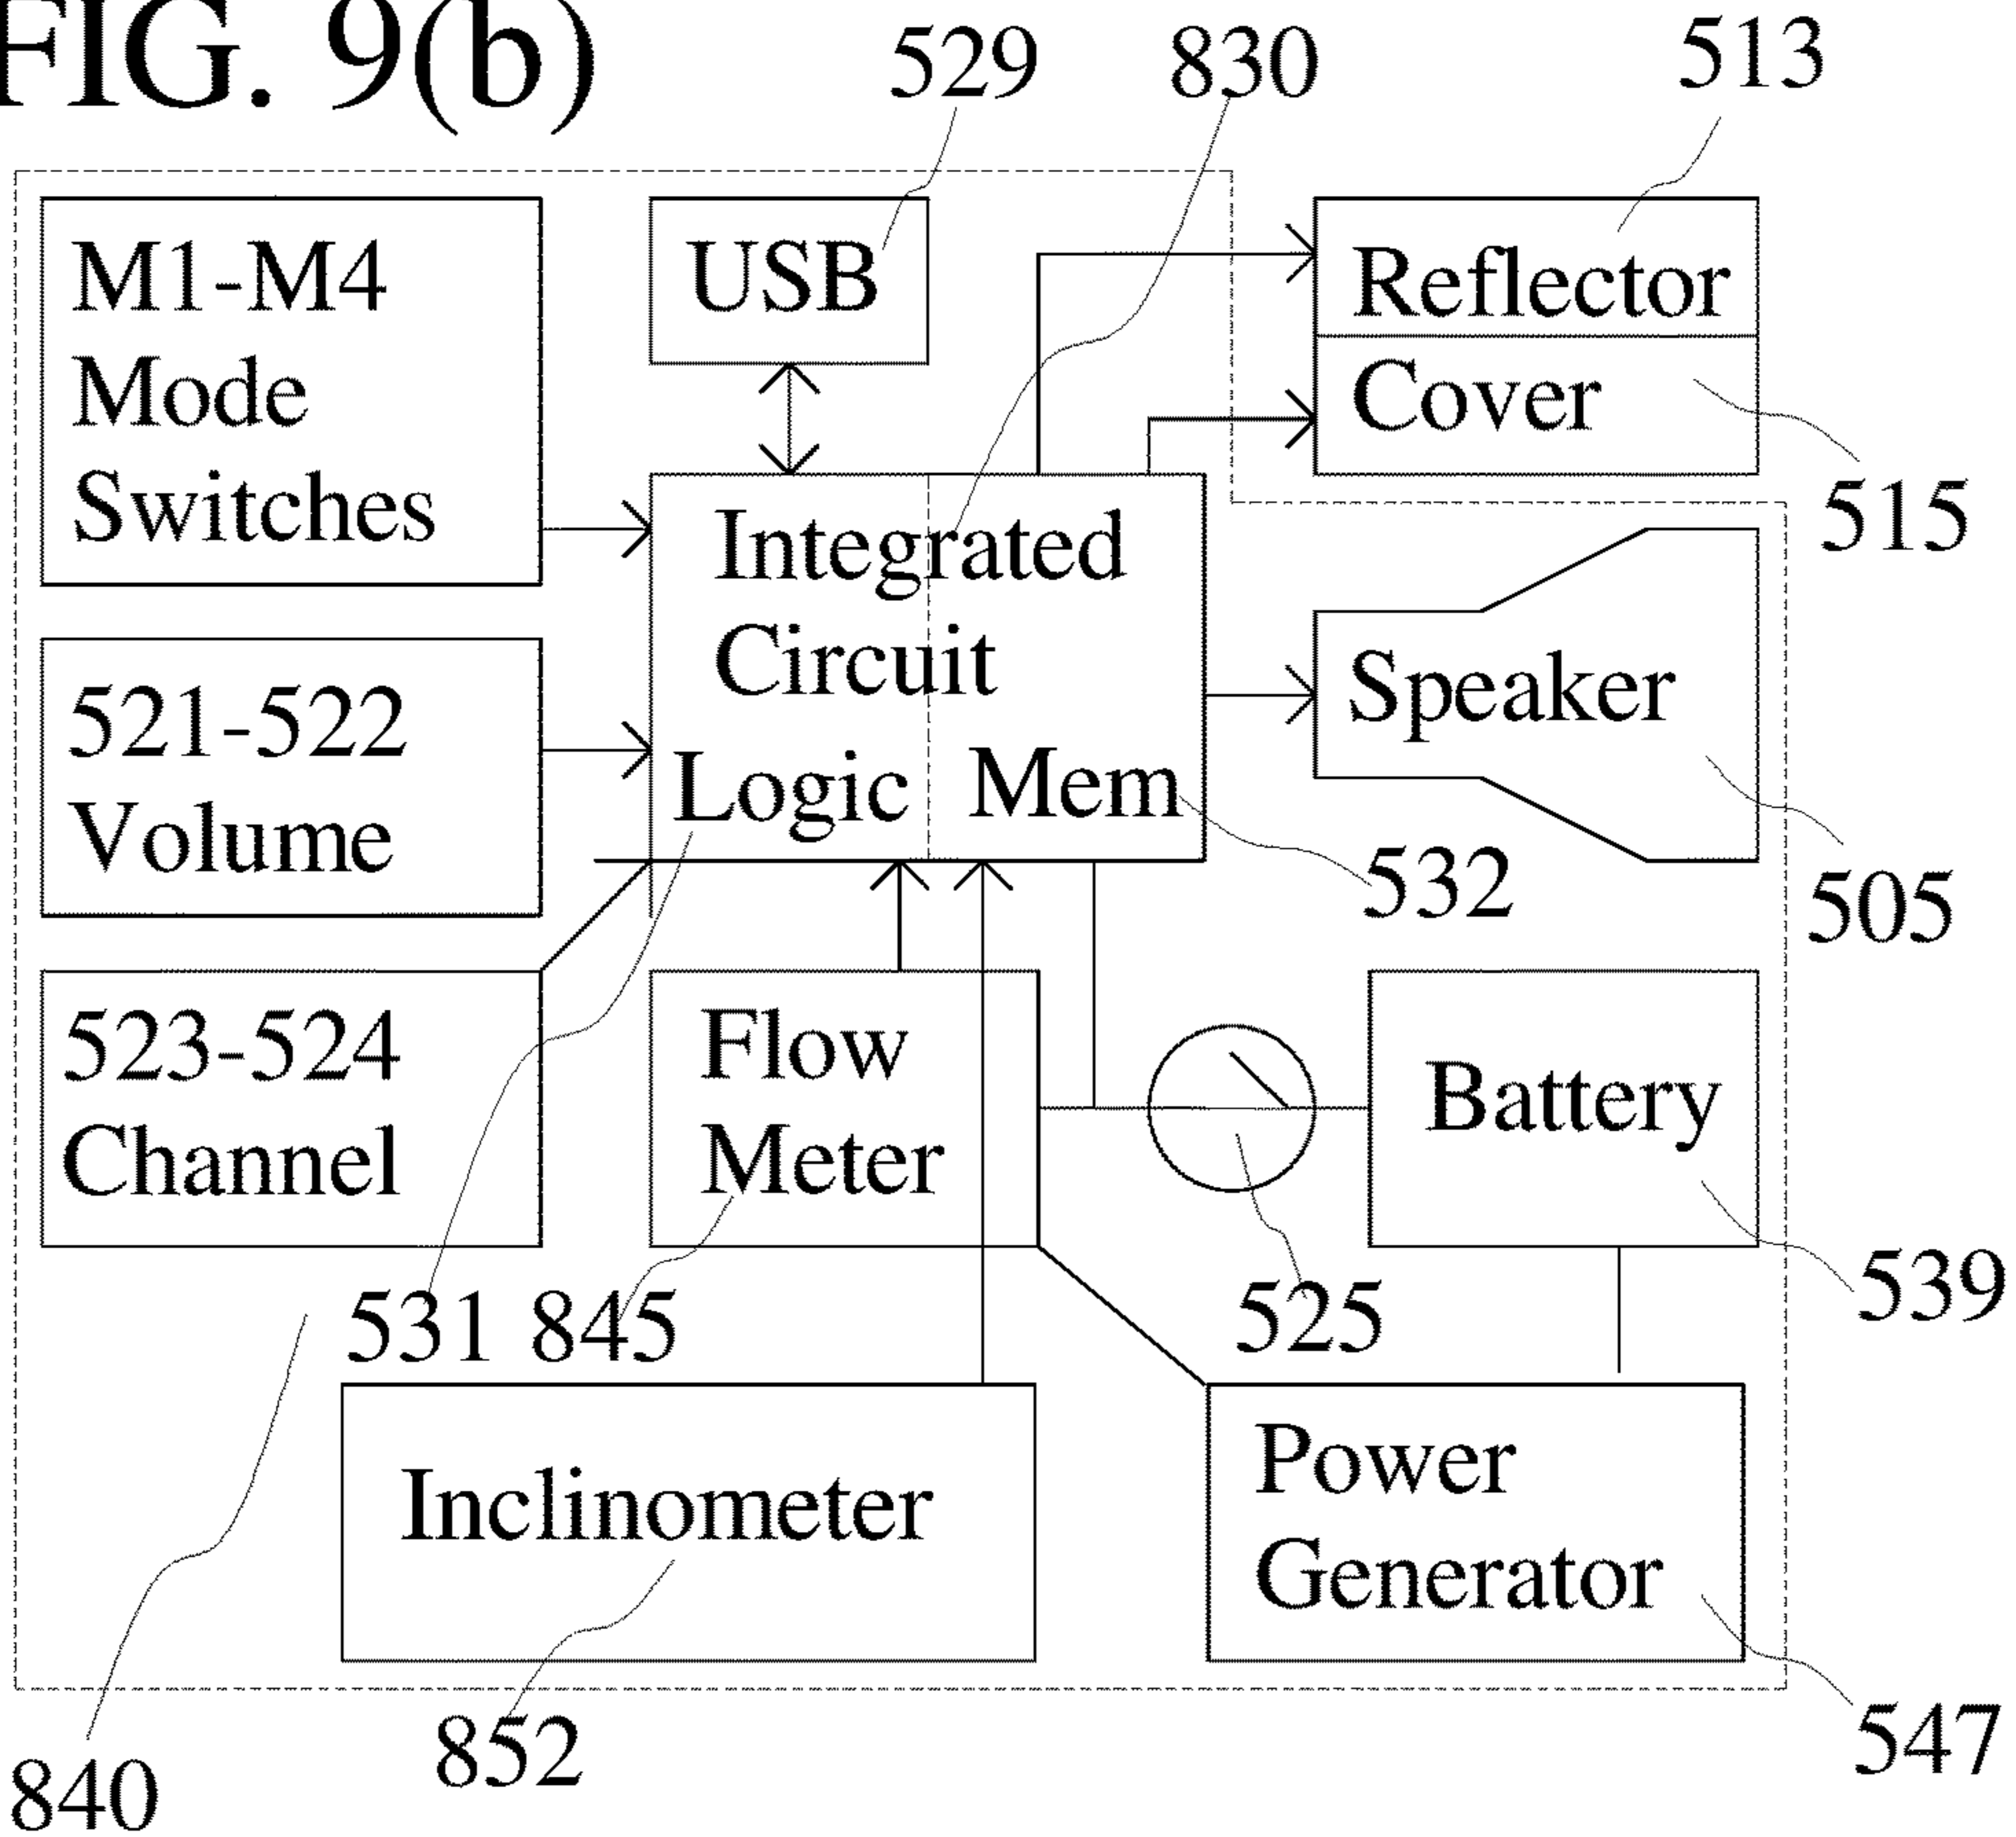 FIG. 9(b)
529
830
513
M1-M4
Mode
Switches
USB
Reflector
Cover
515
Integrated
Circuit
Logic
Mem
521-522
Volume
Speaker
532
505
523-524
Channel
Flow
Meter
Battery
531
845
525
539
Inclinometer
Power
Generator
852
547
840